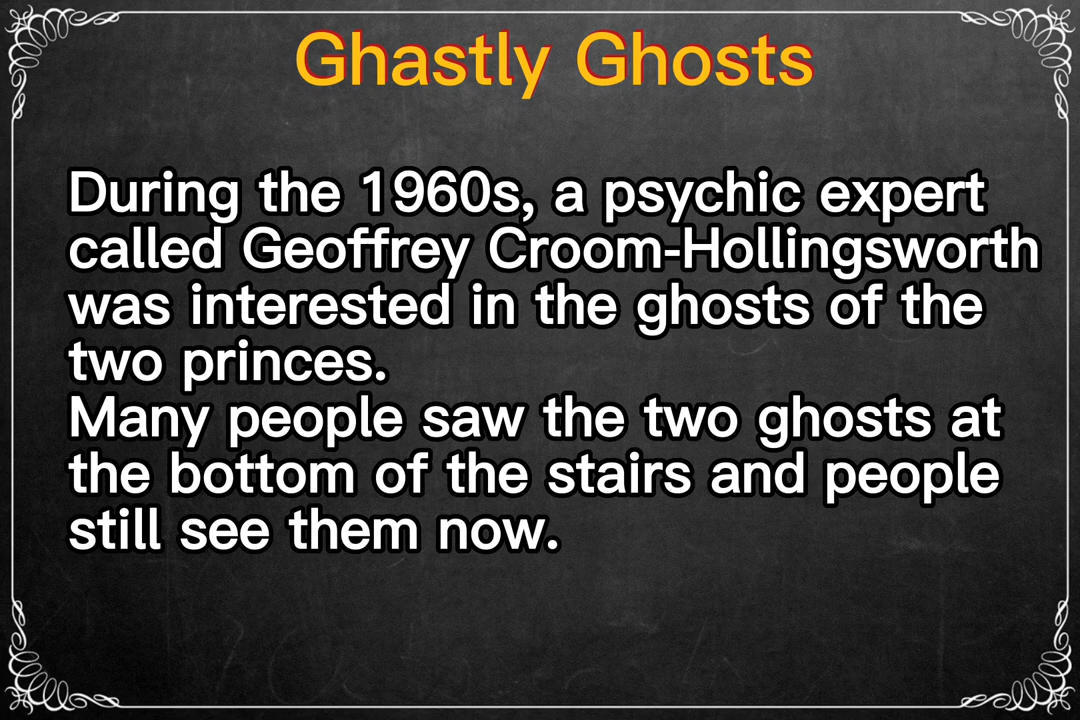 Ghastly Ghosts
During the 1960s, a psychic expert
called Geoffrey Croom-Hollingsworth
was interested in the ghosts of the
two princes.
Many people saw the two ghosts at
the bottom of the stairs and people
still see them now.